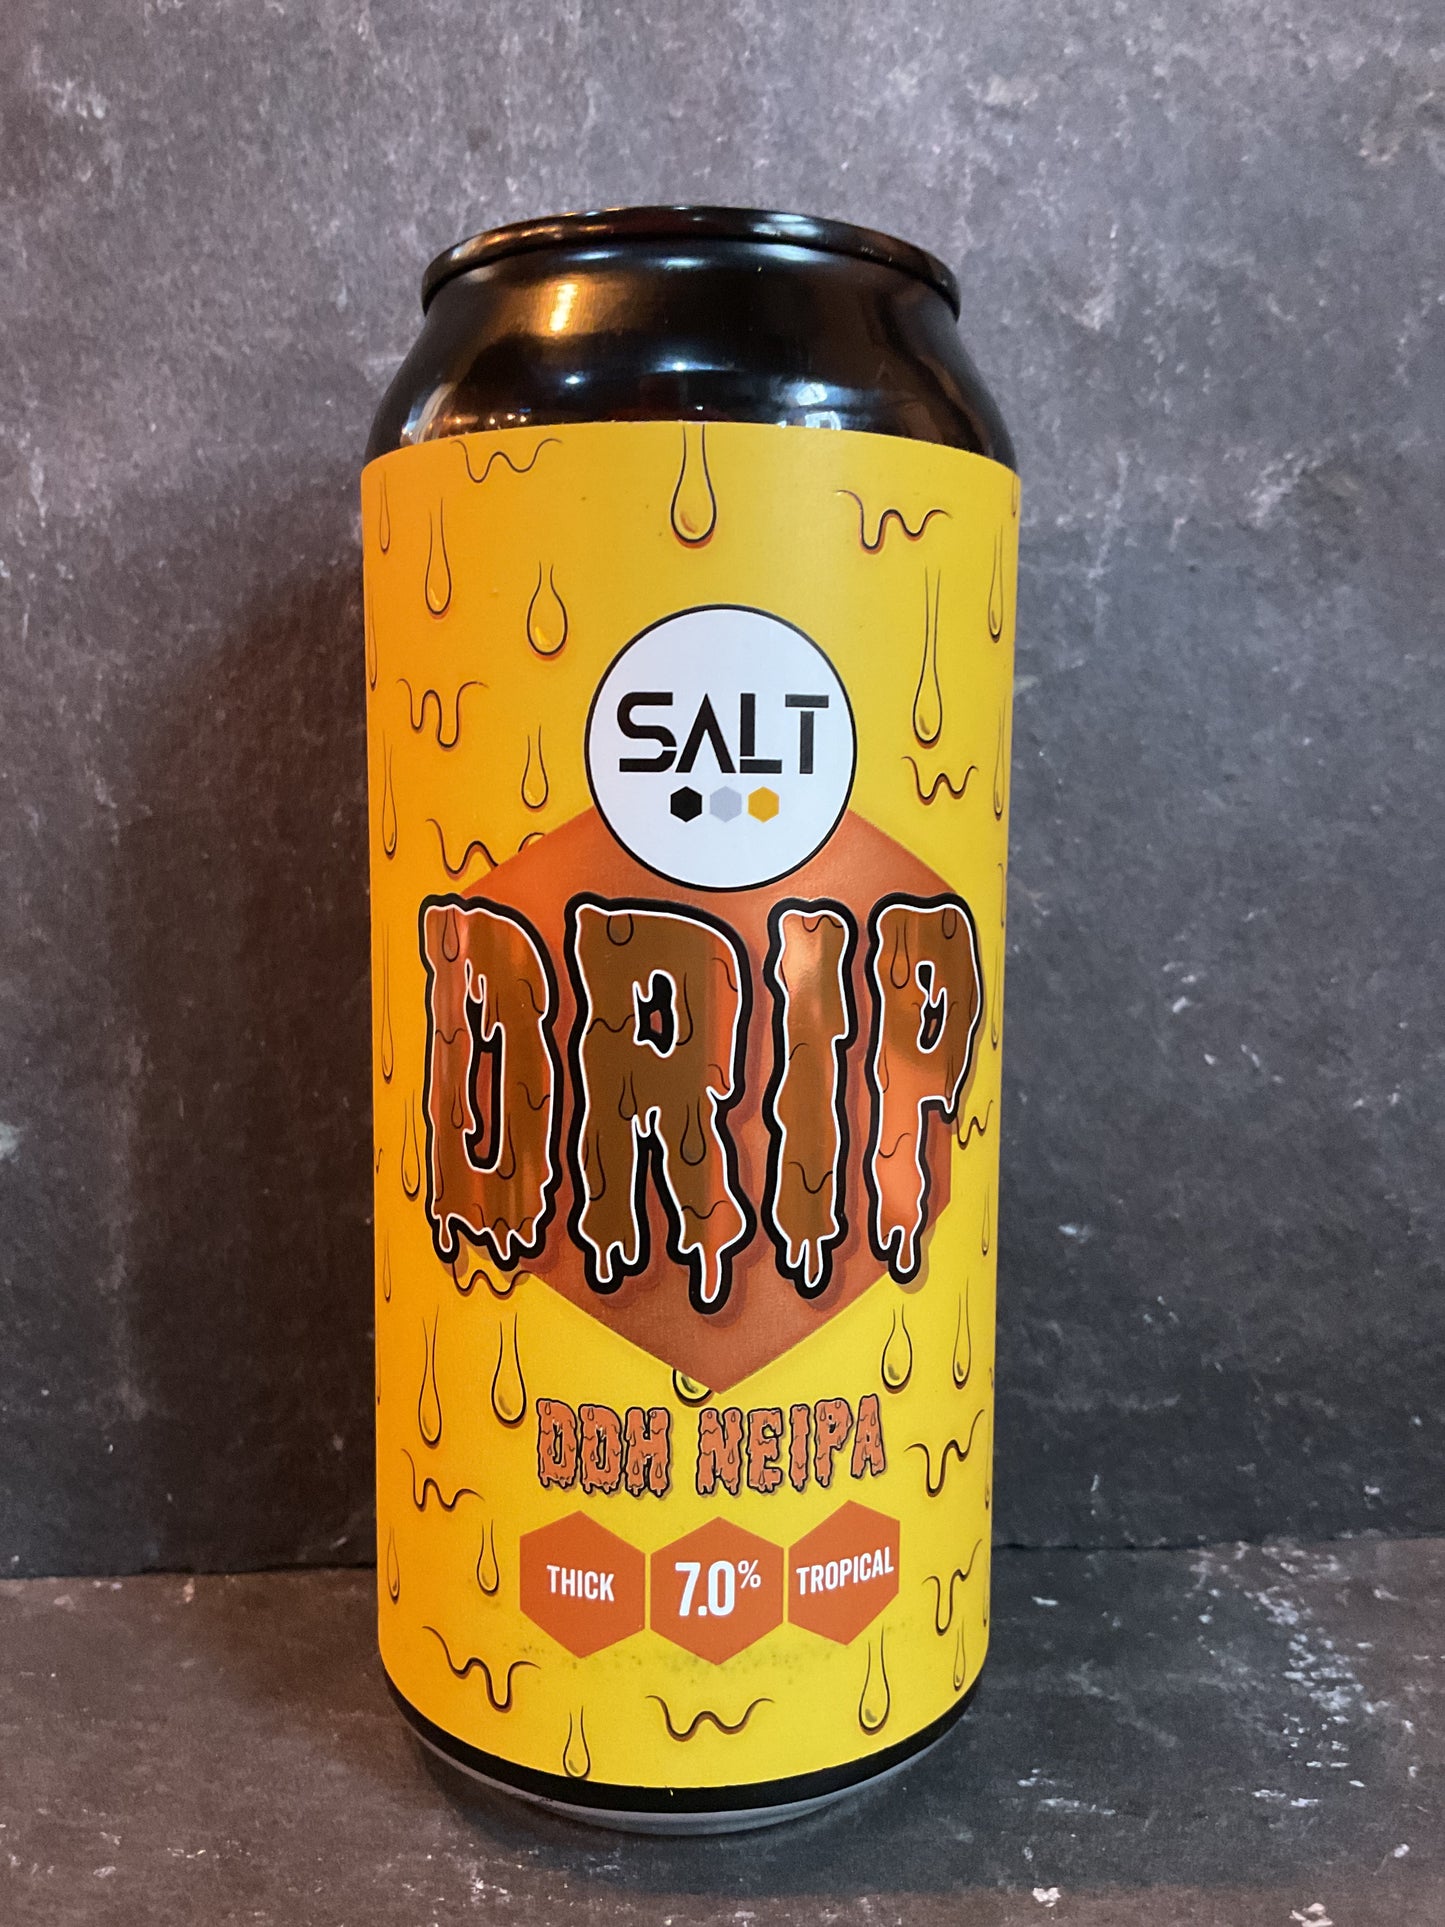 SALT
DRIP
DDH NEIPA
THICK 7.0% TROPICAL